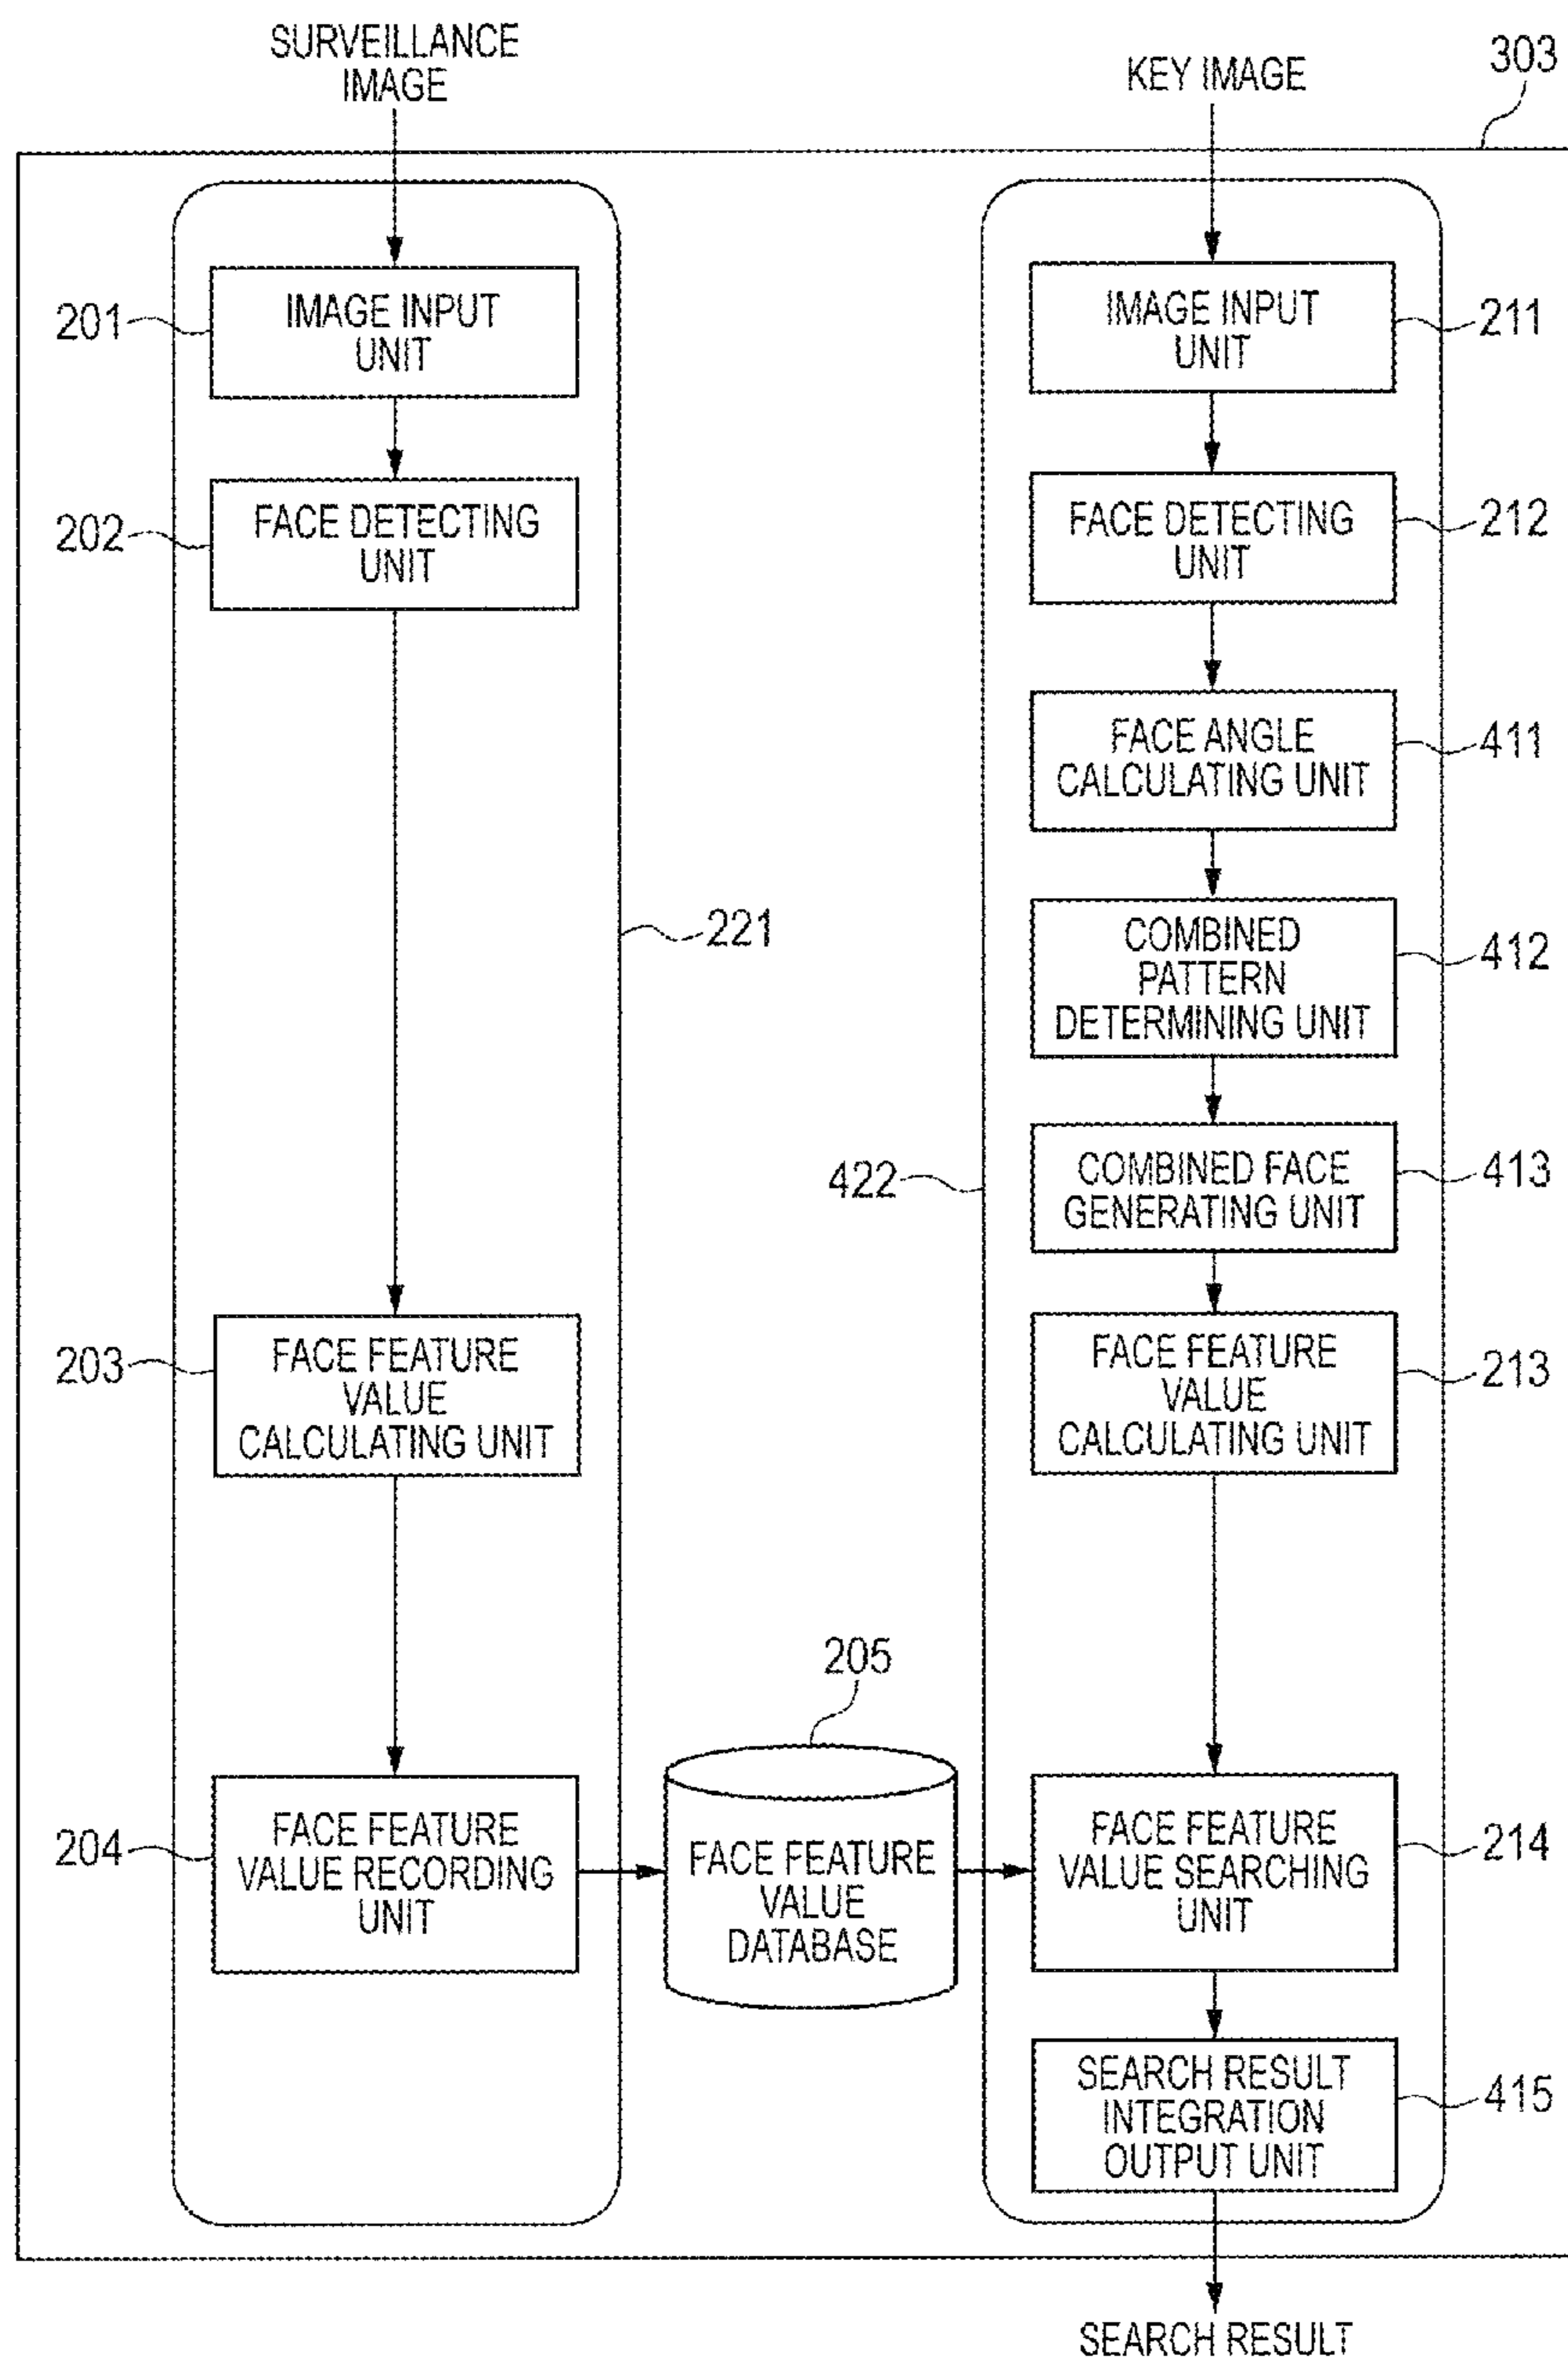 SURVEILLANCE
IMAGE
KEY IMAGE
303
201
IMAGE INPUT
UNIT
IMAGE INPUT
UNIT
211
202
FACE DETECTING
UNIT
FACE DETECTING
UNIT
212
FACE ANGLE
CALCULATING UNIT
411
221
COMBINED
PATTERN
DETERMINING UNIT
412
422
COMBINED FACE
GENERATING UNIT
413
203
FACE FEATURE
VALUE
CALCULATING UNIT
FACE FEATURE
VALUE
CALCULATING UNIT
213
205
204
FACE FEATURE
VALUE RECORDING
UNIT
FACE FEATURE
VALUE
DATABASE
FACE FEATURE
VALUE SEARCHING
UNIT
214
SEARCH RESULT
INTEGRATION
OUTPUT UNIT
415
SEARCH RESULT